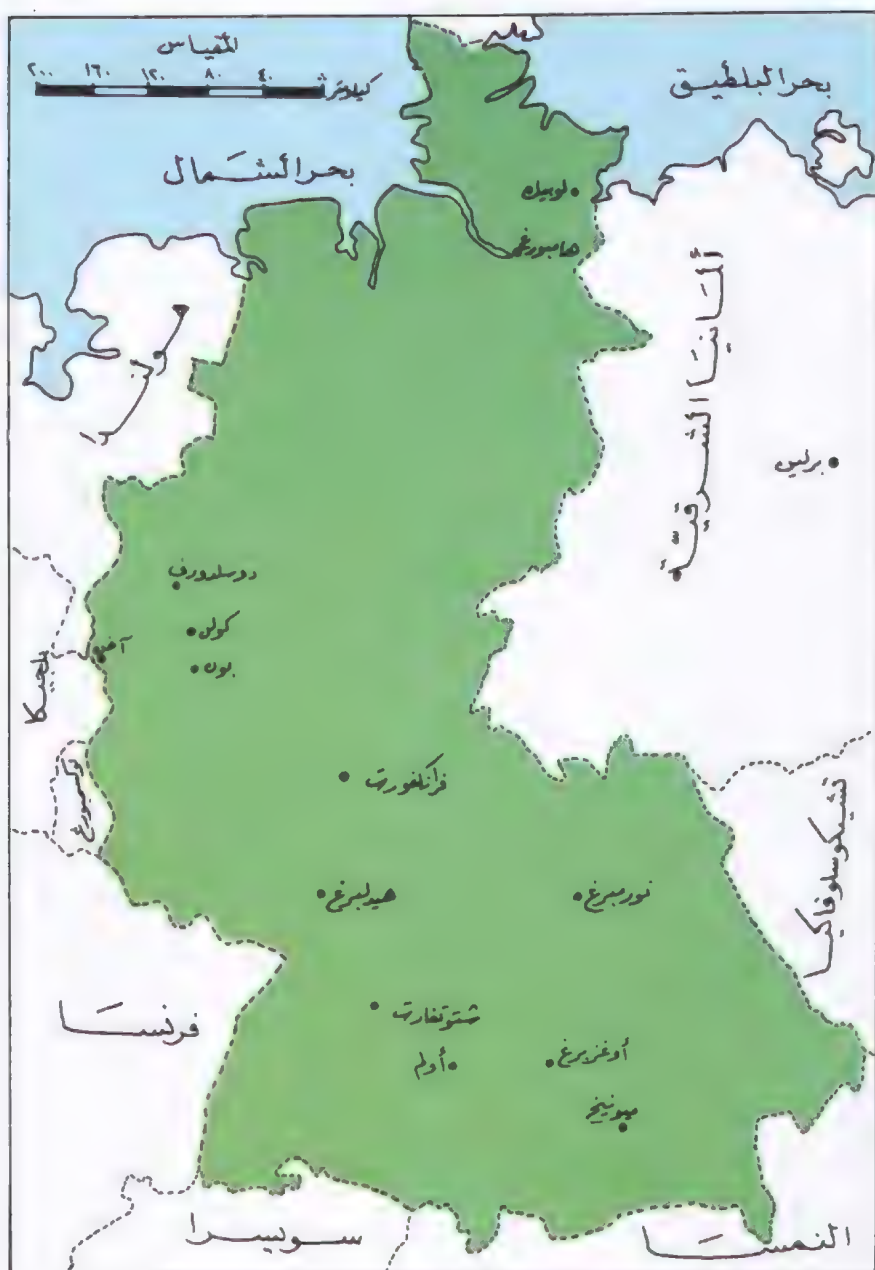 المقياس
٢٠٠ ١٦٠ ١٢٠ ٨٠ ٤٠
كيلومتر
بحر البلطيق
بحر الشمال
لوبيك
هامبورغ
ألمانيا الشرقية
هولندا
برلين
دوسلدورف
كولن
بون
آخن
بلجيكا
فرانكفورت
هيدلبرغ
نورمبرغ
تشيكوسلوفاكيا
فرنسا
شتوتغارت
أولم
أوغزبرغ
ميونيخ
سويسرا
النمسا